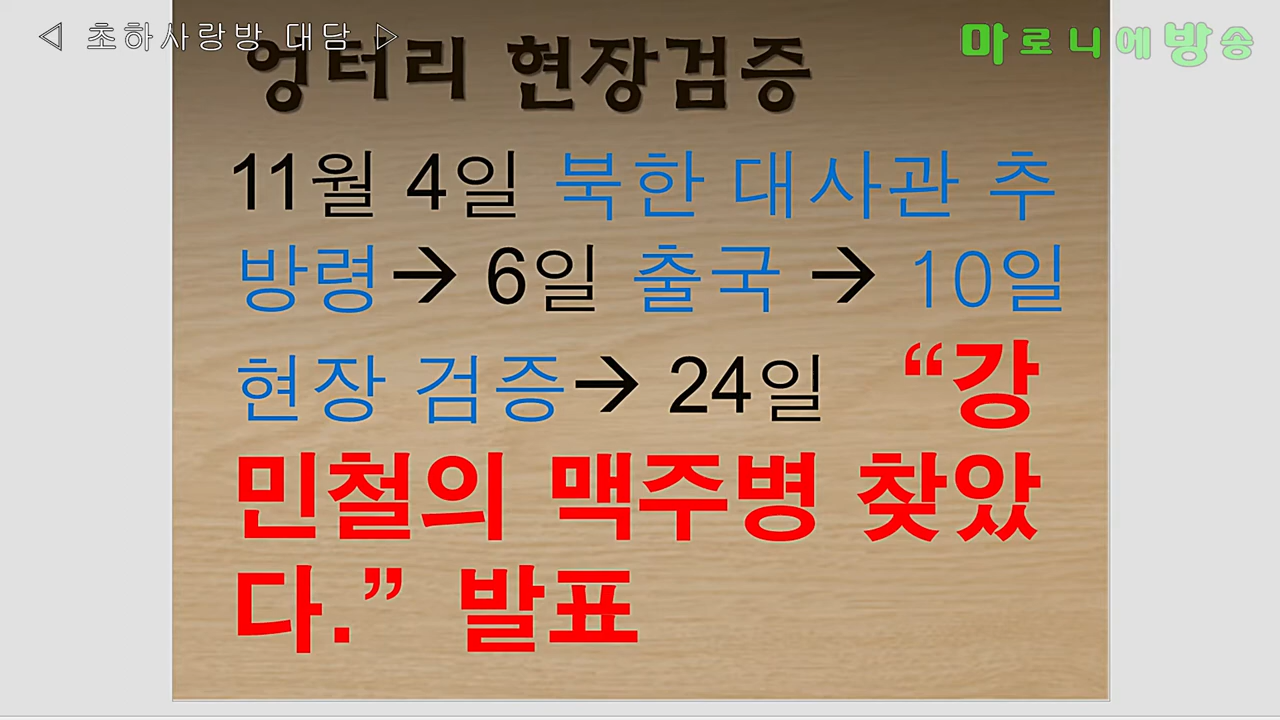 ◁ 초하사랑방 대담 ▷
마로니에방송
엉터리 현장검증
11월 4일 북한 대사관 추
방령→ 6일 출국 → 10일
현장 검증→ 24일 “강
민철의 맥주병 찾았
다.” 발표